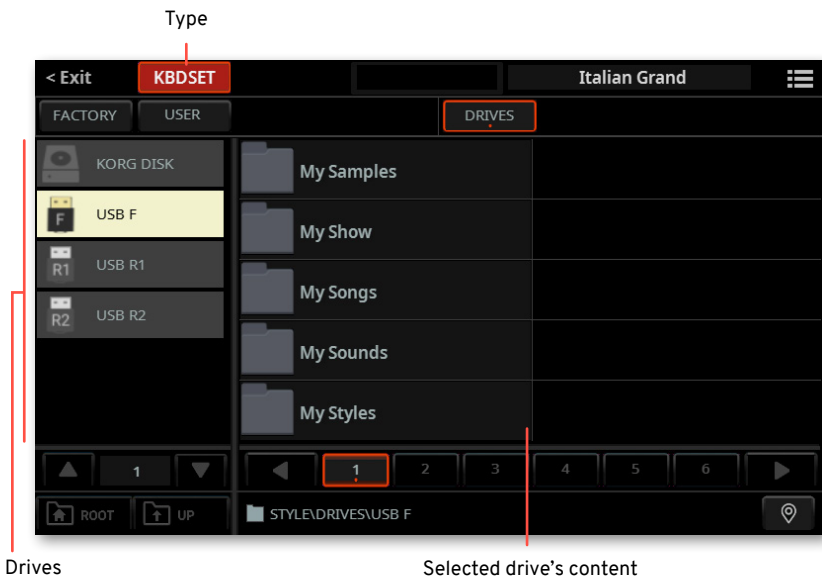 Type
< Exit KBDSET Italian Grand
FACTORY USER DRIVES
KORG DISK
F USB F
R1 USB R1
R2 USB R2
My Samples
My Show
My Songs
My Sounds
My Styles
1 1 2 3 4 5 6
ROOT UP STYLE\DRIVES\USB F
Drives Selected drive's content